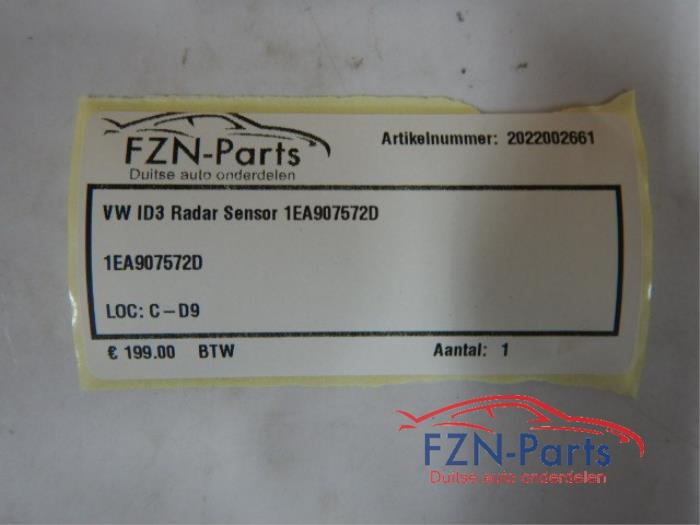 FZN-Parts
Duitse auto onderdelen
Artikelnummer: 2022002661
VW ID3 Radar Sensor 1EA907572D
1EA907572D
LOC: C-D9
€ 199.00 BTW
Aantal: 1
FZN-Parts
Duitse auto onderdelen